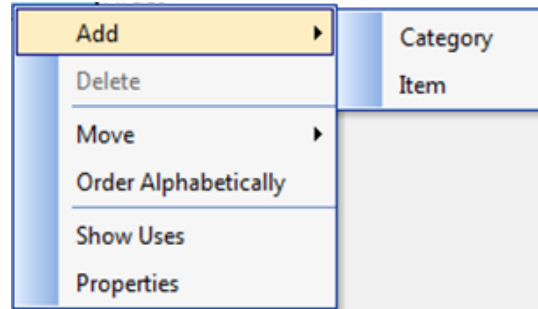 Add
Category
Delete
Item
Move
Order Alphabetically
Show Uses
Properties